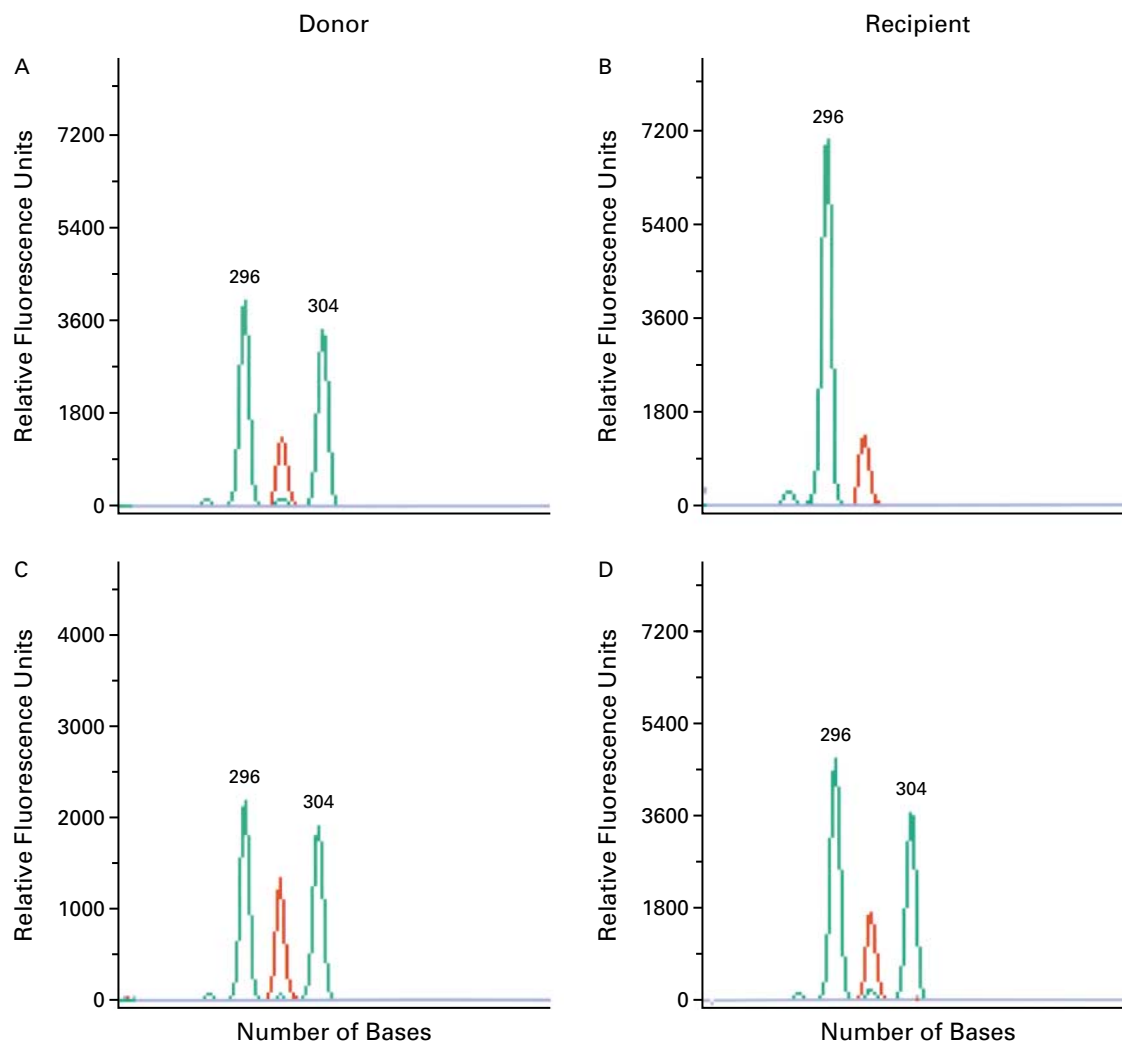 Donor
Recipient
A
Relative Fluorescence Units
7200
5400
3600
1800
0
296
304
B
Relative Fluorescence Units
7200
5400
3600
1800
0
296
C
Relative Fluorescence Units
4000
3000
2000
1000
0
296
304
Number of Bases
D
Relative Fluorescence Units
7200
5400
3600
1800
0
296
304
Number of Bases